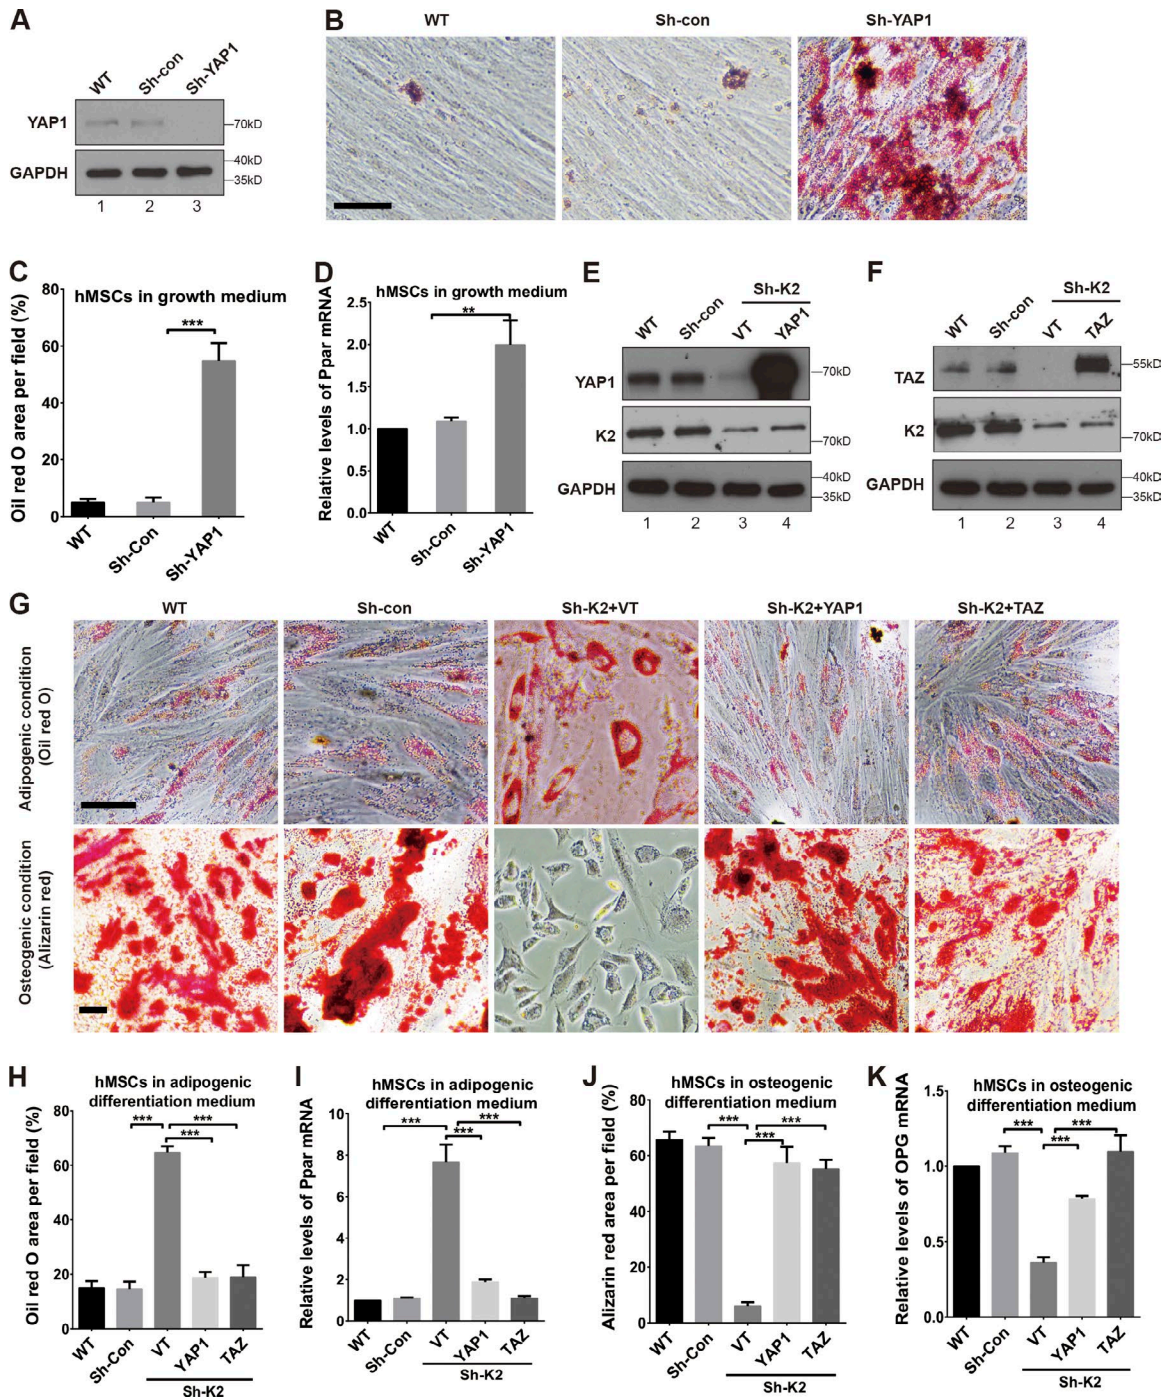 A
WT
Sh-con
Sh-YAP1
YAP1
70kD
GAPDH
40kD
35kD
1 2 3
B
WT Sh-con Sh-YAP1
C
hMSCs in growth medium
Oil red O area per field (%)
80
60
40
20
0
***
WT
Sh-Con
Sh-YAP1
D
hMSCs in growth medium
Relative levels of Ppar mRNA
2.5
2.0
1.5
1.0
0.5
0.0
**
WT
Sh-Con
Sh-YAP1
E
Sh-K2
WT
Sh-con
VT
YAP1
YAP1
70kD
K2
70kD
GAPDH
40kD
35kD
1 2 3 4
F
Sh-K2
WT
Sh-con
VT
TAZ
TAZ
55kD
K2
70kD
GAPDH
40kD
35kD
1 2 3 4
G
WT Sh-con Sh-K2+VT Sh-K2+YAP1 Sh-K2+TAZ
Adipogenic condition
(Oil red O)
Osteogenic condition
(Alizarin red)
H
hMSCs in adipogenic
differentiation medium
Oil red O area per field (%)
80
60
40
20
0
*** ***
***
WT
Sh-Con
VT
YAP1
TAZ
Sh-K2
I
hMSCs in adipogenic
differentiation medium
Relative levels of Ppar mRNA
10
8
6
4
2
0
*** ***
***
WT
Sh-Con
VT
YAP1
TAZ
Sh-K2
J
hMSCs in osteogenic
differentiation medium
Alizarin red area per field (%)
80
60
40
20
0
*** ***
***
WT
Sh-Con
VT
YAP1
TAZ
Sh-K2
K
hMSCs in osteogenic
differentiation medium
Relative levels of OPG mRNA
1.5
1.0
0.5
0.0
*** ***
***
WT
Sh-Con
VT
YAP1
TAZ
Sh-K2